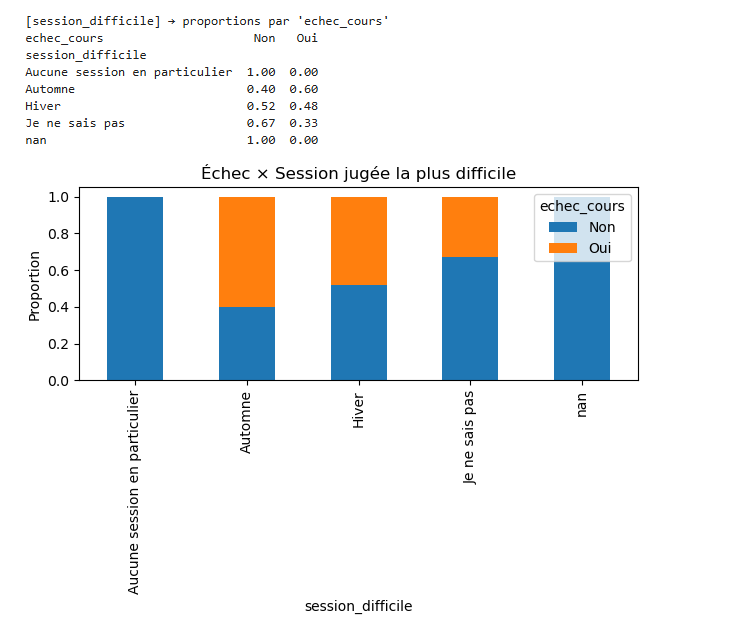 [session_difficile] → proportions par 'echec_cours'
echec_cours Non Oui
session_difficile
Aucune session en particulier 1.00 0.00
Automne 0.40 0.60
Hiver 0.52 0.48
Je ne sais pas 0.67 0.33
nan 1.00 0.00
Échec × Session jugée la plus difficile
echec_cours
Non
Oui
Proportion
1.0
0.8
0.6
0.4
0.2
0.0
Aucune session en particulier
Automne
Hiver
Je ne sais pas
nan
session_difficile